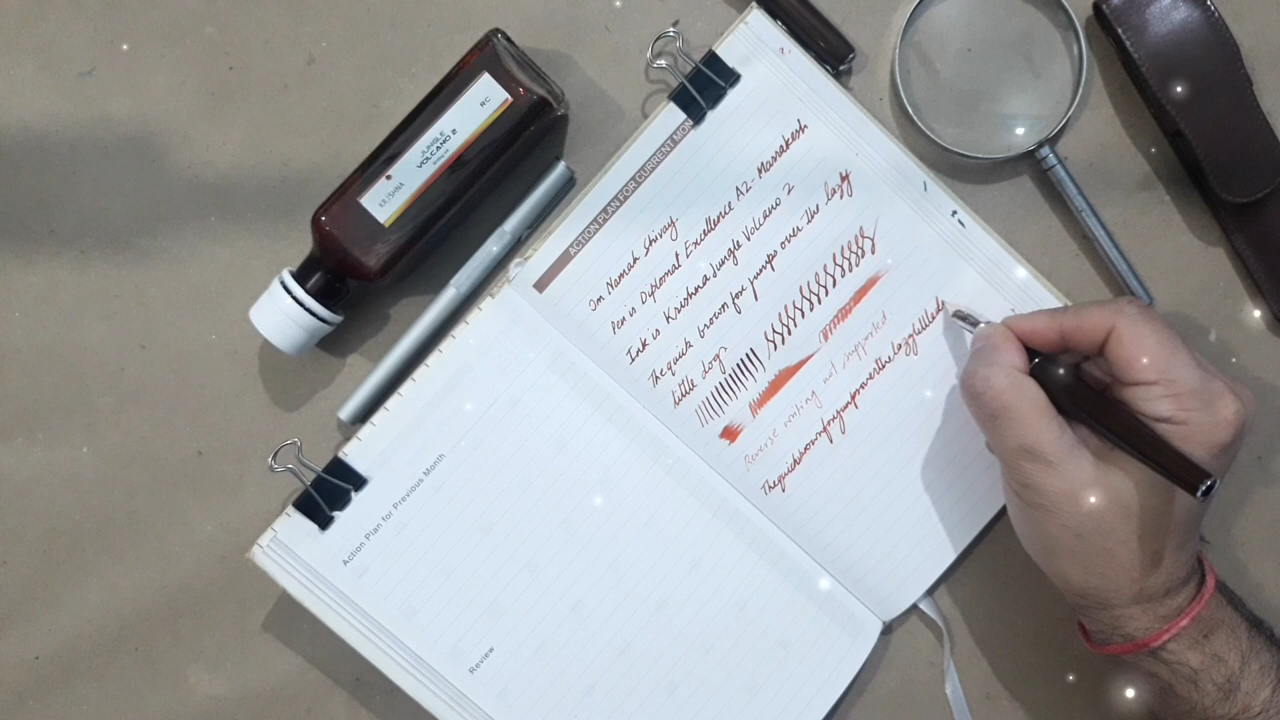 KRISHNA
JUNGLE
VOLCANO 2
RC
ACTION PLAN FOR CURRENT MON
Om Namah Shivay.
Pen is Diplomat Excellence A2- Marrakesh
Ink is Krishna Jungle Volcano 2
The quick brown fox jumps over the lazy
little dog?
Reverse writing not supported
Thequickbrownfoxjumpsoverthelazylittledo
Action Plan for Previous Month
Review